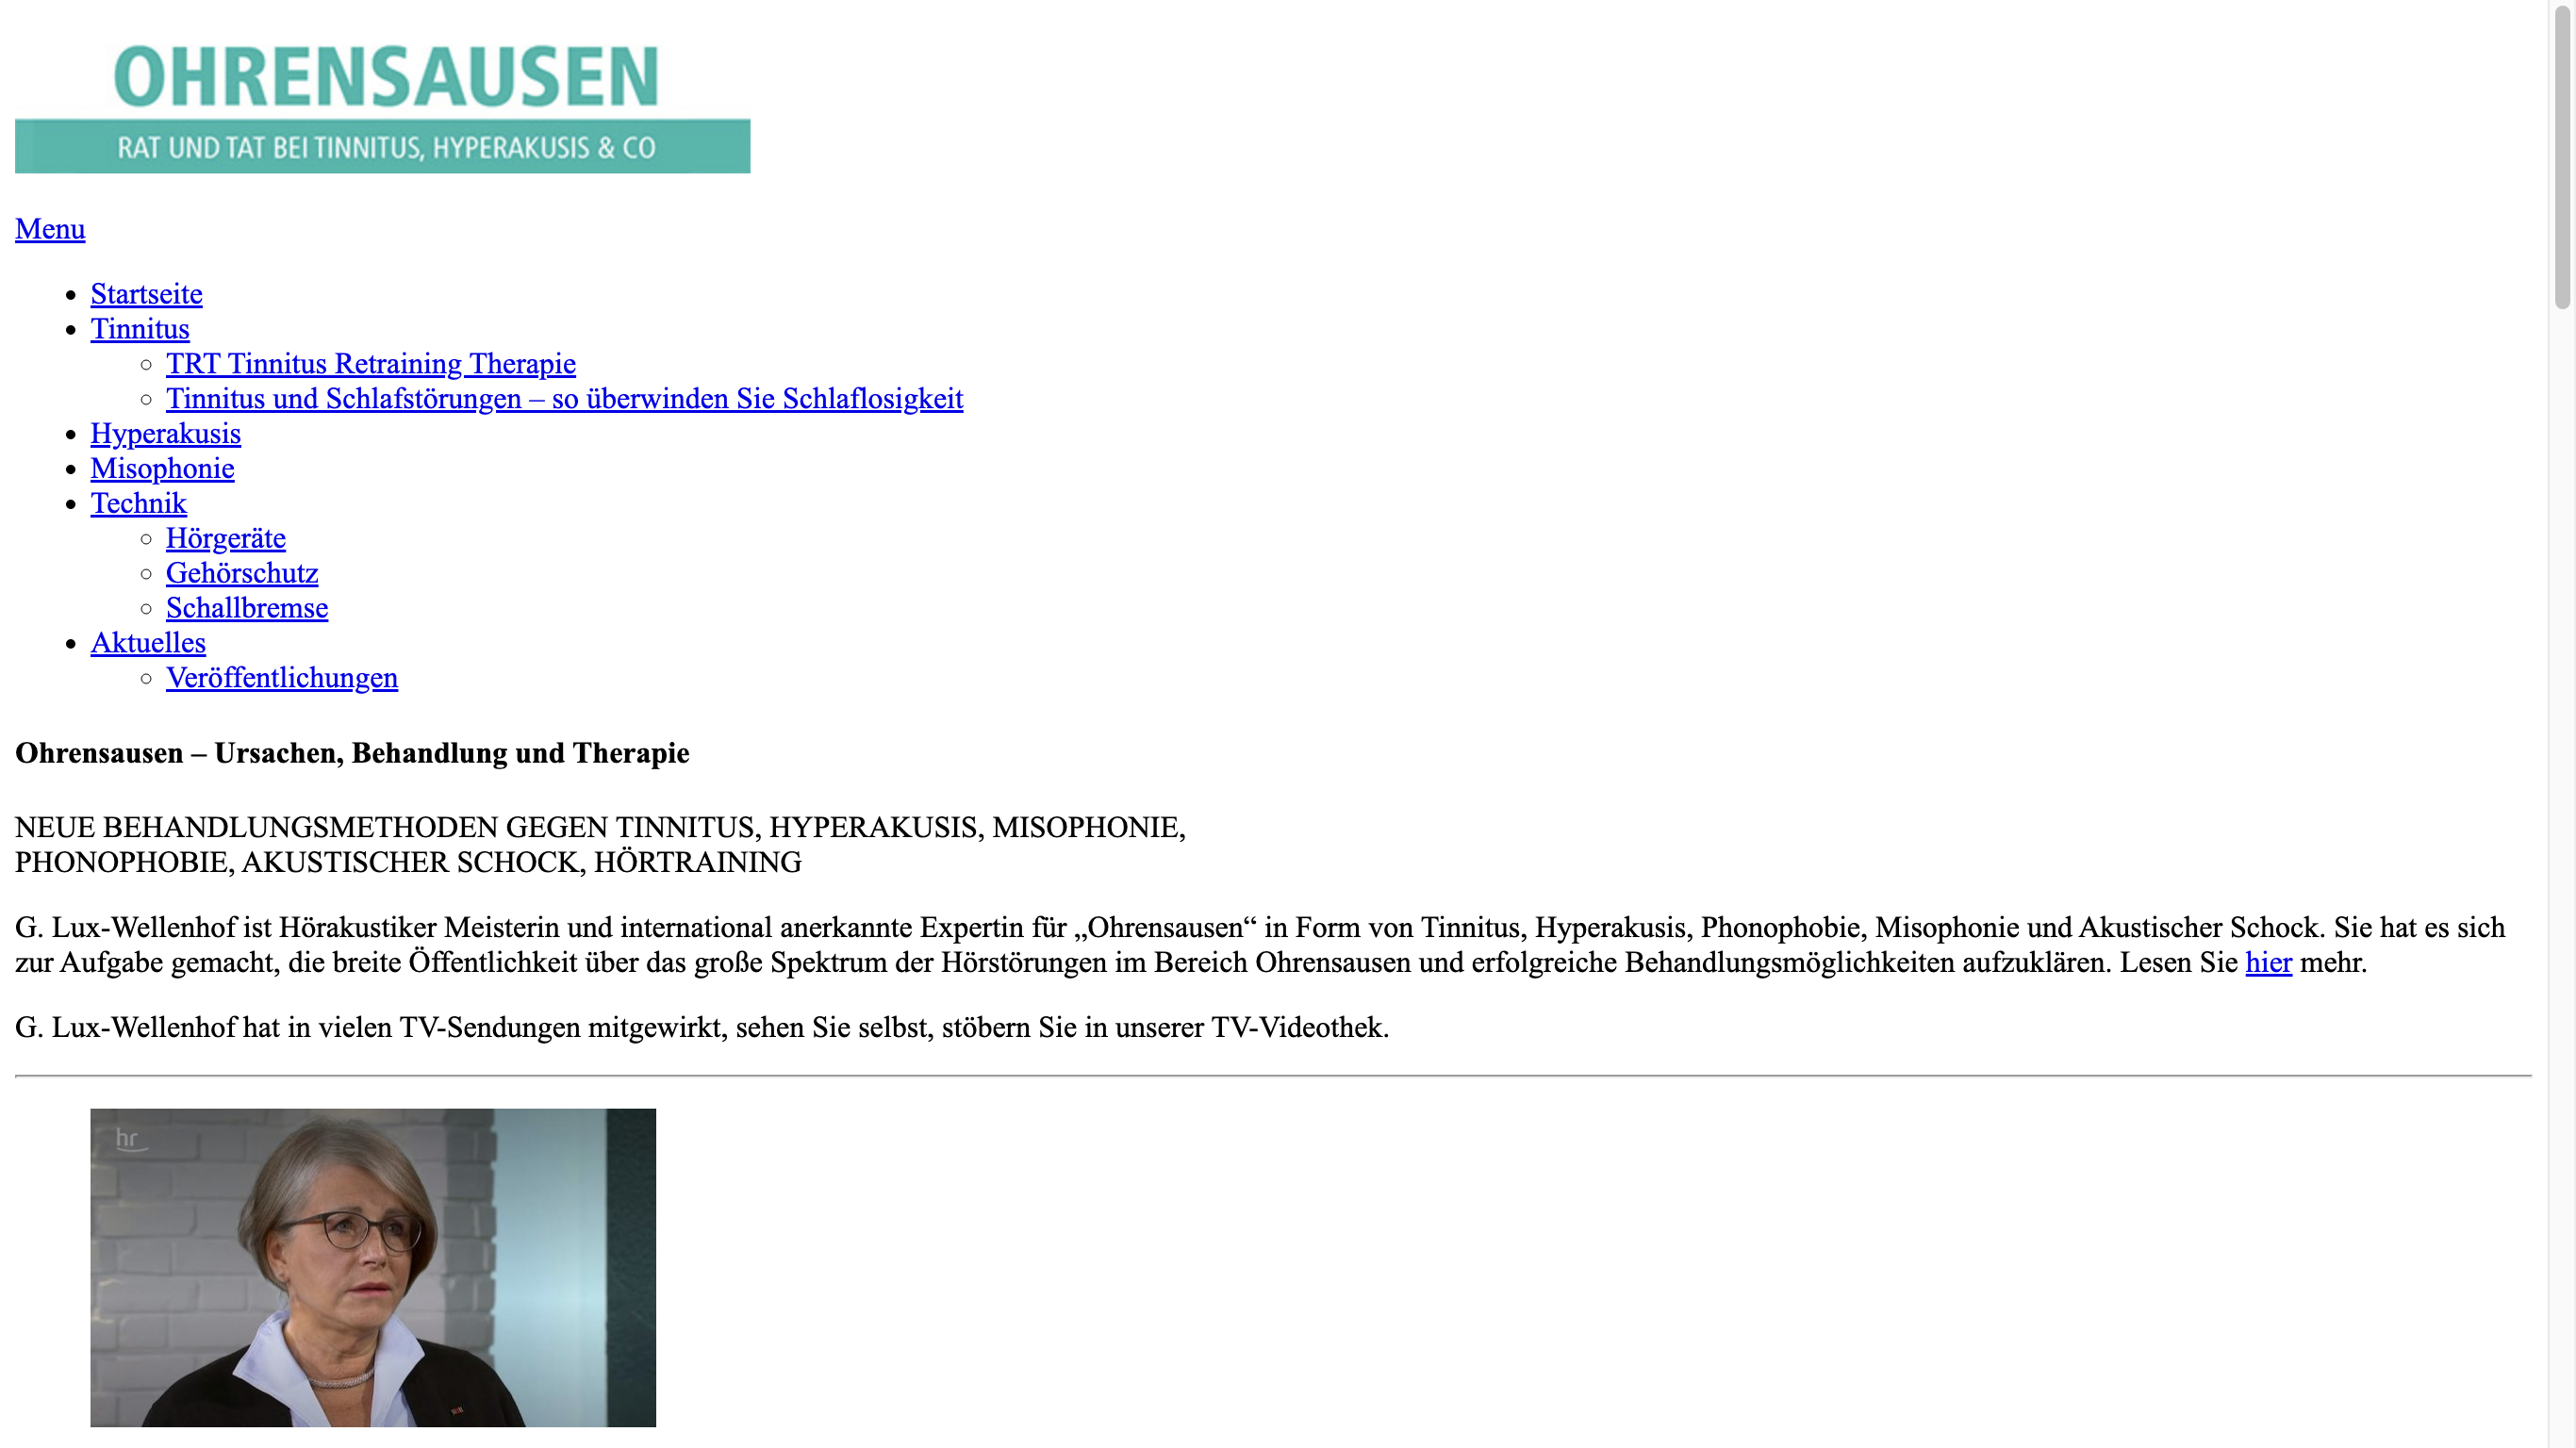 OHRENSAUSEN
RAT UND TAT BEI TINNITUS, HYPERAKUSIS & CO
Menu
Startseite
Tinnitus
TRT Tinnitus Retraining Therapie
Tinnitus und Schlafstörungen – so überwinden Sie Schlaflosigkeit
Hyperakusis
Misophonie
Technik
Hörgeräte
Gehörschutz
Schallbremse
Aktuelles
Veröffentlichungen
Ohrensausen – Ursachen, Behandlung und Therapie
NEUE BEHANDLUNGSMETHODEN GEGEN TINNITUS, HYPERAKUSIS, MISOPHONIE,
PHONOPHOBIE, AKUSTISCHER SCHOCK, HÖRTRAINING
G. Lux-Wellenhof ist Hörakustiker Meisterin und international anerkannte Expertin für „Ohrensausen“ in Form von Tinnitus, Hyperakusis, Phonophobie, Misophonie und Akustischer Schock. Sie hat es sich
zur Aufgabe gemacht, die breite Öffentlichkeit über das große Spektrum der Hörstörungen im Bereich Ohrensausen und erfolgreiche Behandlungsmöglichkeiten aufzuklären. Lesen Sie hier mehr.
G. Lux-Wellenhof hat in vielen TV-Sendungen mitgewirkt, sehen Sie selbst, stöbern Sie in unserer TV-Videothek.
hr